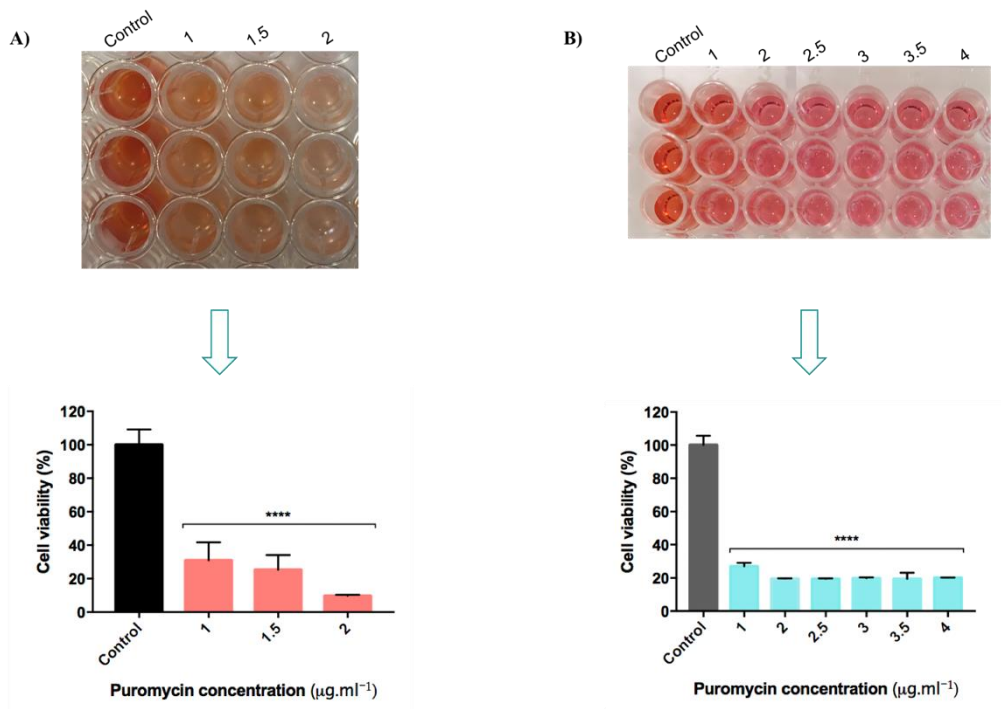 A)
Control 1 1.5 2
B)
Control 1 2 2.5 3 3.5 4
Cell viability (%)
120
100
80
60
40
20
0
****
Control 1 1.5 2
Puromycin concentration (μg.ml⁻¹)
Cell viability (%)
120
100
80
60
40
20
0
****
Control 1 2 2.5 3 3.5 4
Puromycin concentration (μg.ml⁻¹)